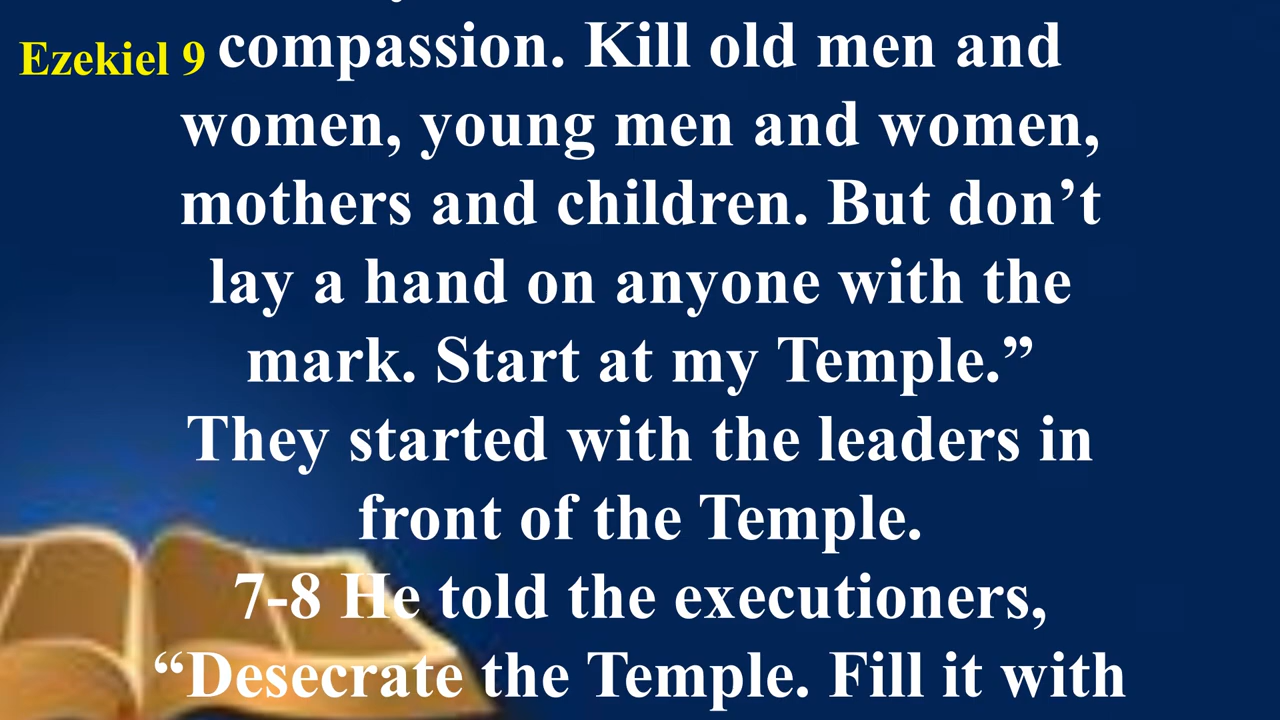 Ezekiel 9
compassion. Kill old men and
women, young men and women,
mothers and children. But don’t
lay a hand on anyone with the
mark. Start at my Temple.”
They started with the leaders in
front of the Temple.
7-8 He told the executioners,
“Desecrate the Temple. Fill it with